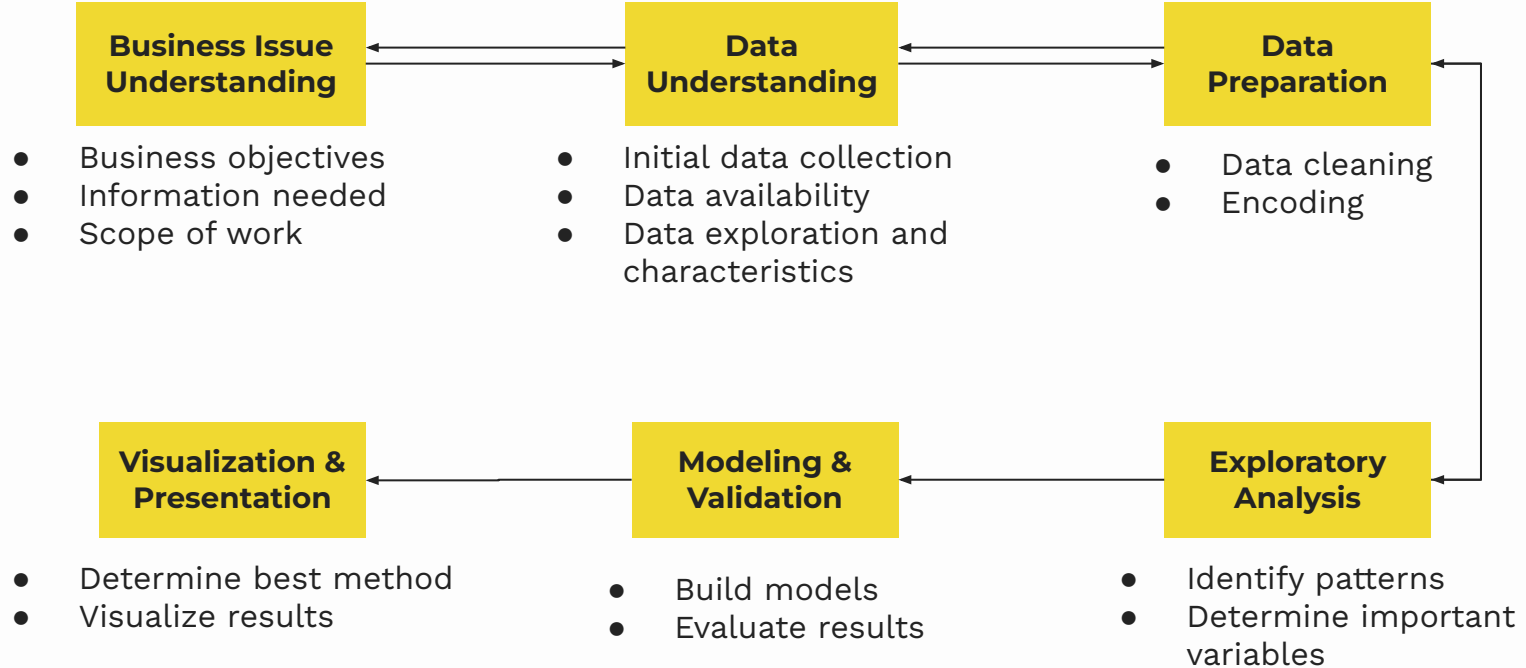 Business Issue
Understanding
● Business objectives
● Information needed
● Scope of work
Data
Understanding
● Initial data collection
● Data availability
● Data exploration and
characteristics
Data
Preparation
● Data cleaning
● Encoding
Visualization &
Presentation
● Determine best method
● Visualize results
Modeling &
Validation
● Build models
● Evaluate results
Exploratory
Analysis
● Identify patterns
● Determine important
variables